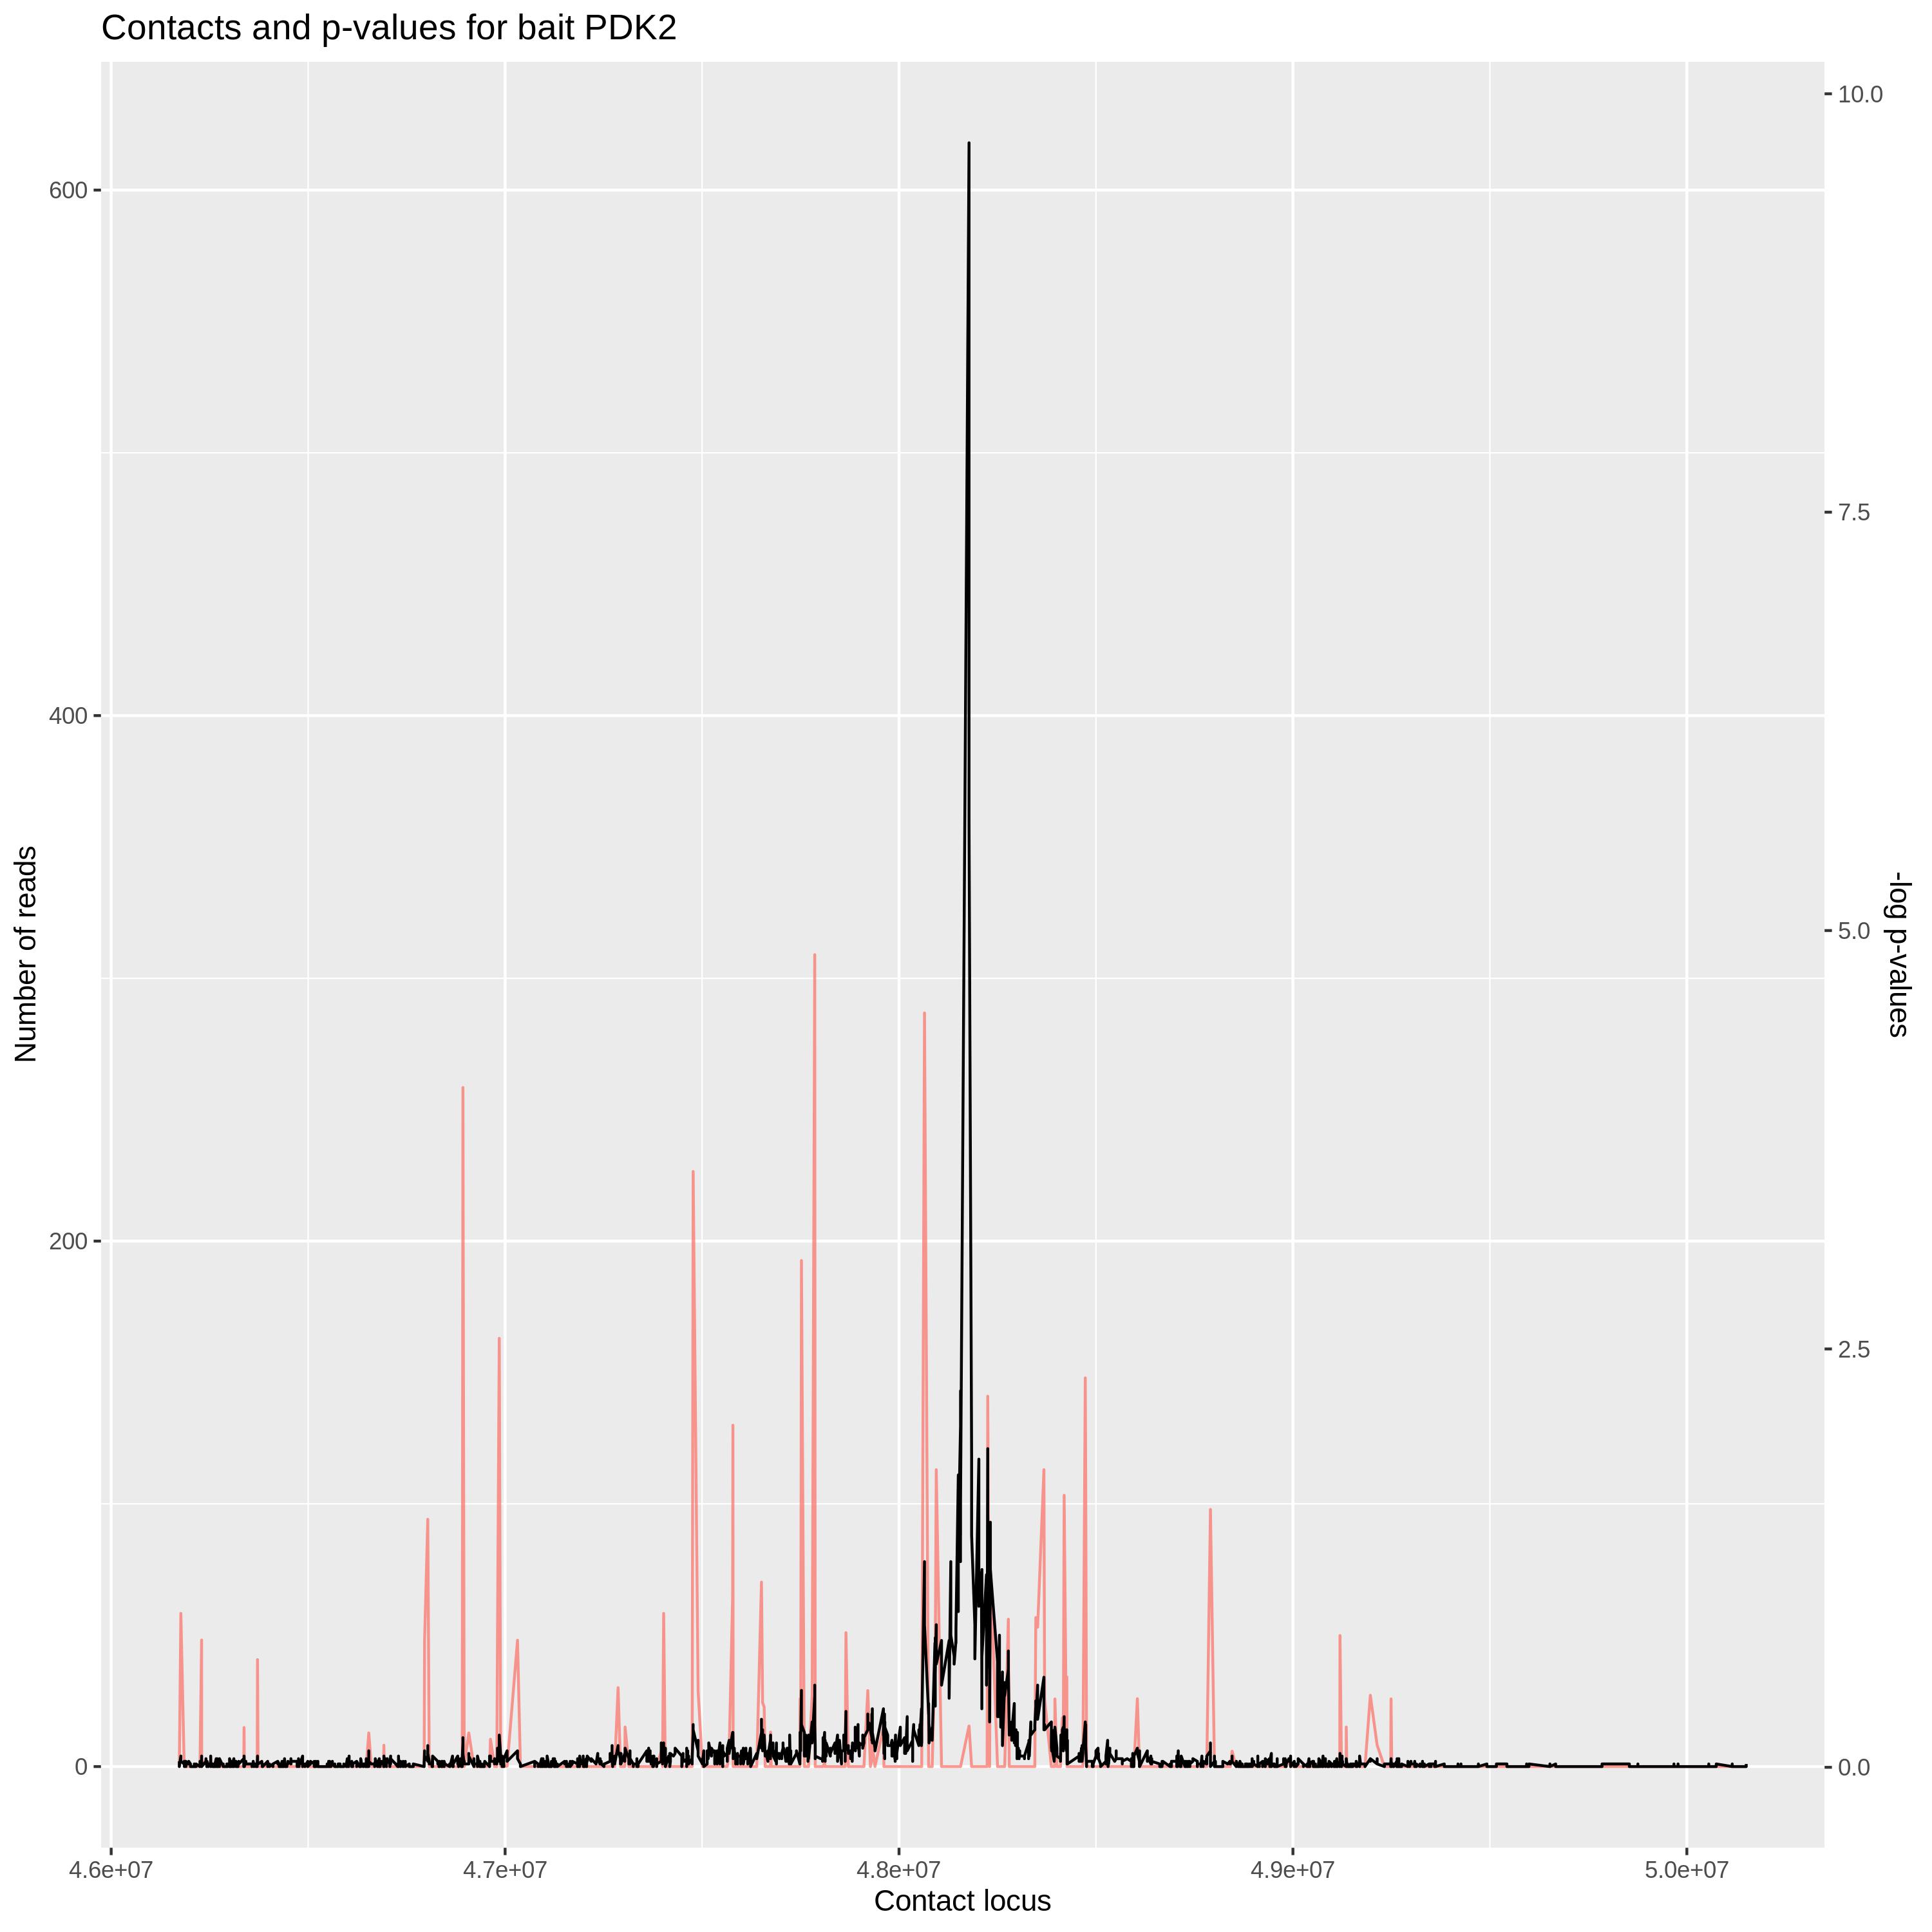 Contacts and p-values for bait PDK2
10.0
600
7.5
400
5.0
Number of reads
-log p-values
200
2.5
0
0.0
4.6e+07
4.7e+07
4.8e+07
4.9e+07
5.0e+07
Contact locus